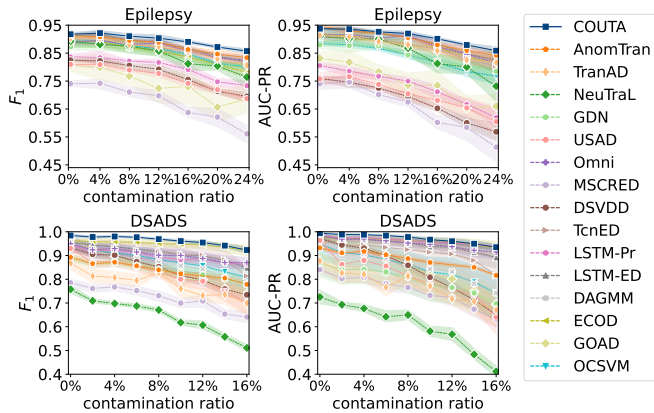 Epilepsy
0.95
0.85
0.75
0.65
0.55
0.45
F1
0% 4% 8% 12%16%20%24%
contamination ratio
Epilepsy
0.95
0.85
0.75
0.65
0.55
0.45
AUC-PR
0% 4% 8% 12%16%20%24%
contamination ratio
DSADS
1.0
0.9
0.8
0.7
0.6
0.5
0.4
F1
0% 4% 8% 12% 16%
contamination ratio
DSADS
1.0
0.9
0.8
0.7
0.6
0.5
0.4
AUC-PR
0% 4% 8% 12% 16%
contamination ratio
COUTA
AnomTran
TranAD
NeuTraL
GDN
USAD
Omni
MSCRED
DSVDD
TcnED
LSTM-Pr
LSTM-ED
DAGMM
ECOD
GOAD
OCSVM